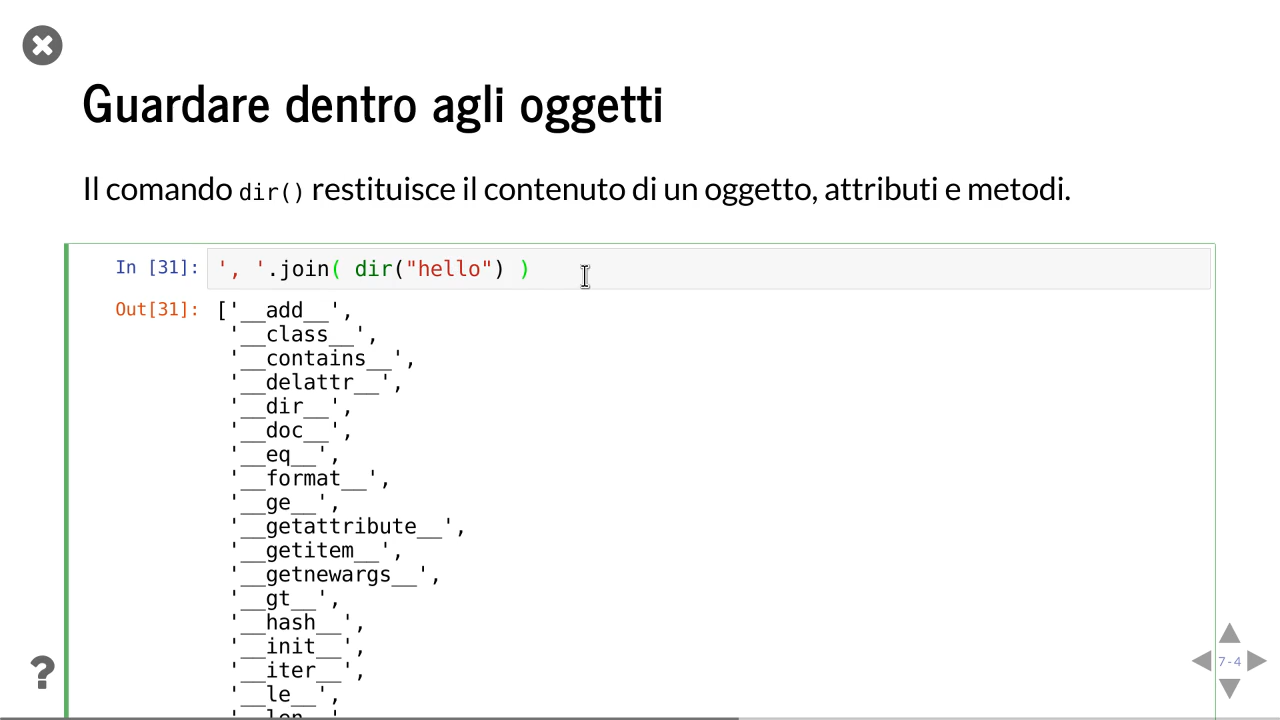 Guardare dentro agli oggetti
Il comando dir() restituisce il contenuto di un oggetto, attributi e metodi.
In [31]: ', '.join( dir("hello") )
Out[31]: ['__add__',
'__class__',
'__contains__',
'__delattr__',
'__dir__',
'__doc__',
'__eq__',
'__format__',
'__ge__',
'__getattribute__',
'__getitem__',
'__getnewargs__',
'__gt__',
'__hash__',
'__init__',
'__iter__',
'__le__',
'__len__',
?
7-4